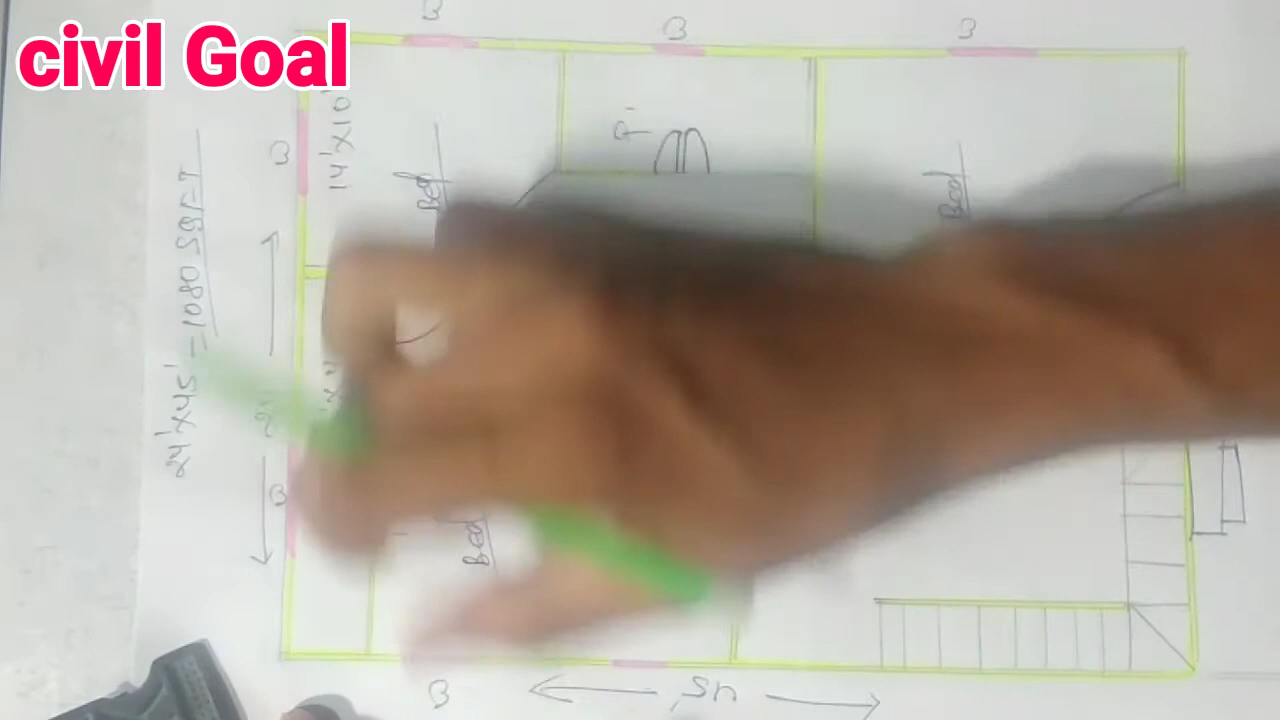 civil Goal
W
W
W
W
14'X10'
Bed
P.
Bed
24'X45' = 1080 SQFT
W
Bed
W
45'